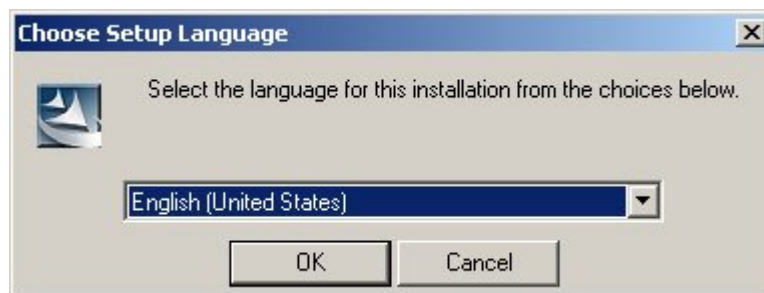 Choose Setup Language
Select the language for this installation from the choices below.
English (United States)
OK
Cancel